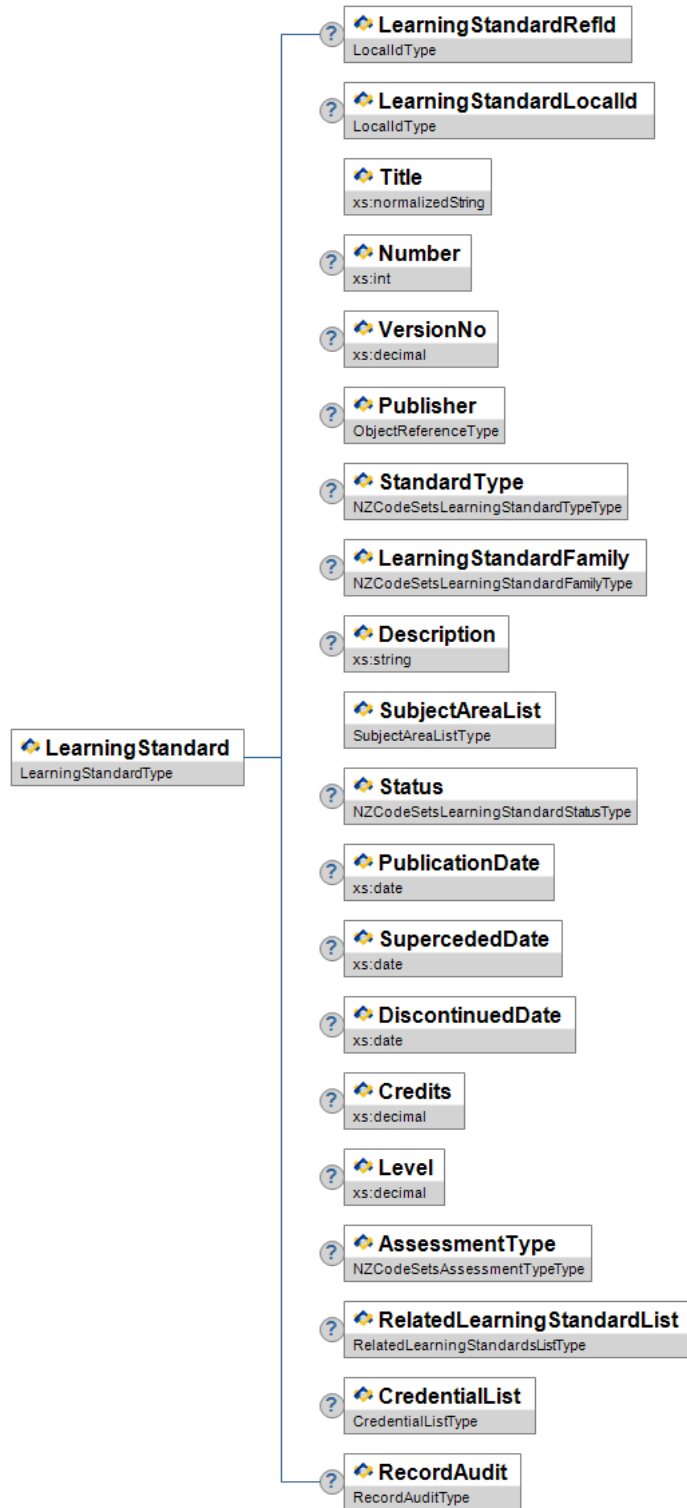 ?
LearningStandardRefId
LocalIdType
?
LearningStandardLocalId
LocalIdType
Title
xs:normalizedString
?
Number
xs:int
?
VersionNo
xs:decimal
?
Publisher
ObjectReferenceType
?
StandardType
NZCodeSetsLearningStandardTypeType
?
LearningStandardFamily
NZCodeSetsLearningStandardFamilyType
?
Description
xs:string
SubjectAreaList
SubjectAreaListType
LearningStandard
LearningStandardType
?
Status
NZCodeSetsLearningStandardStatusType
?
PublicationDate
xs:date
?
SupercededDate
xs:date
?
DiscontinuedDate
xs:date
?
Credits
xs:decimal
?
Level
xs:decimal
?
AssessmentType
NZCodeSetsAssessmentTypeType
?
RelatedLearningStandardList
RelatedLearningStandardsListType
?
CredentialList
CredentialListType
?
RecordAudit
RecordAuditType